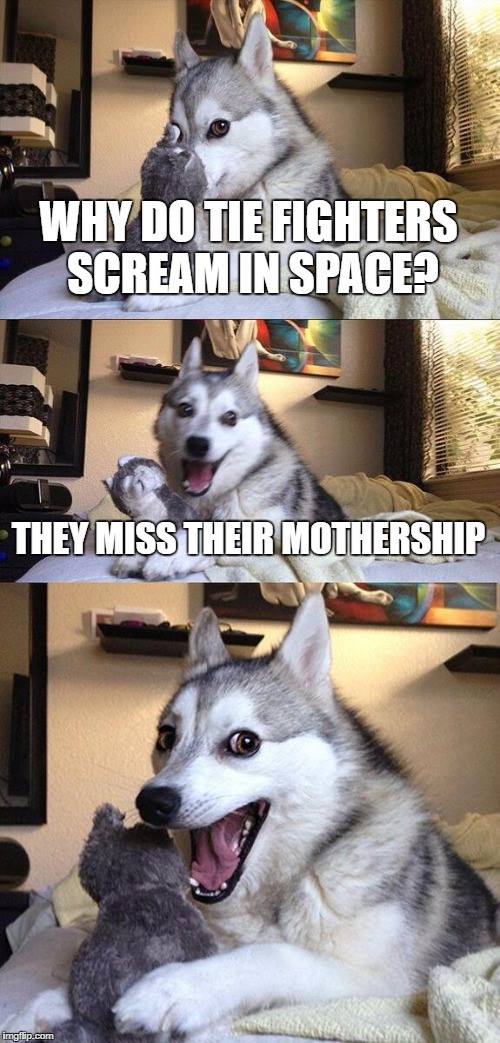 WHY DO TIE FIGHTERS
SCREAM IN SPACE?
THEY MISS THEIR MOTHERSHIP
imgflip.com